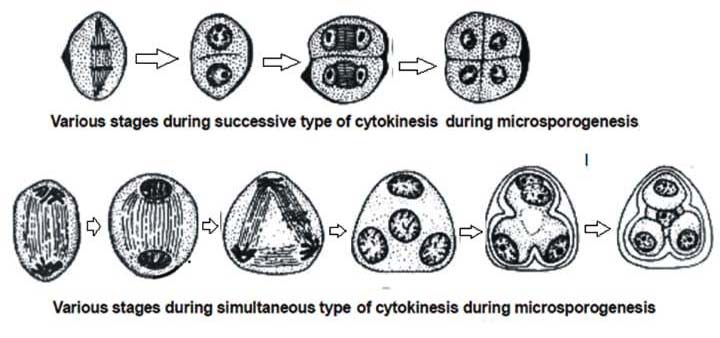 Various stages during successive type of cytokinesis during microsporogenesis
Various stages during simultaneous type of cytokinesis during microsporogenesis